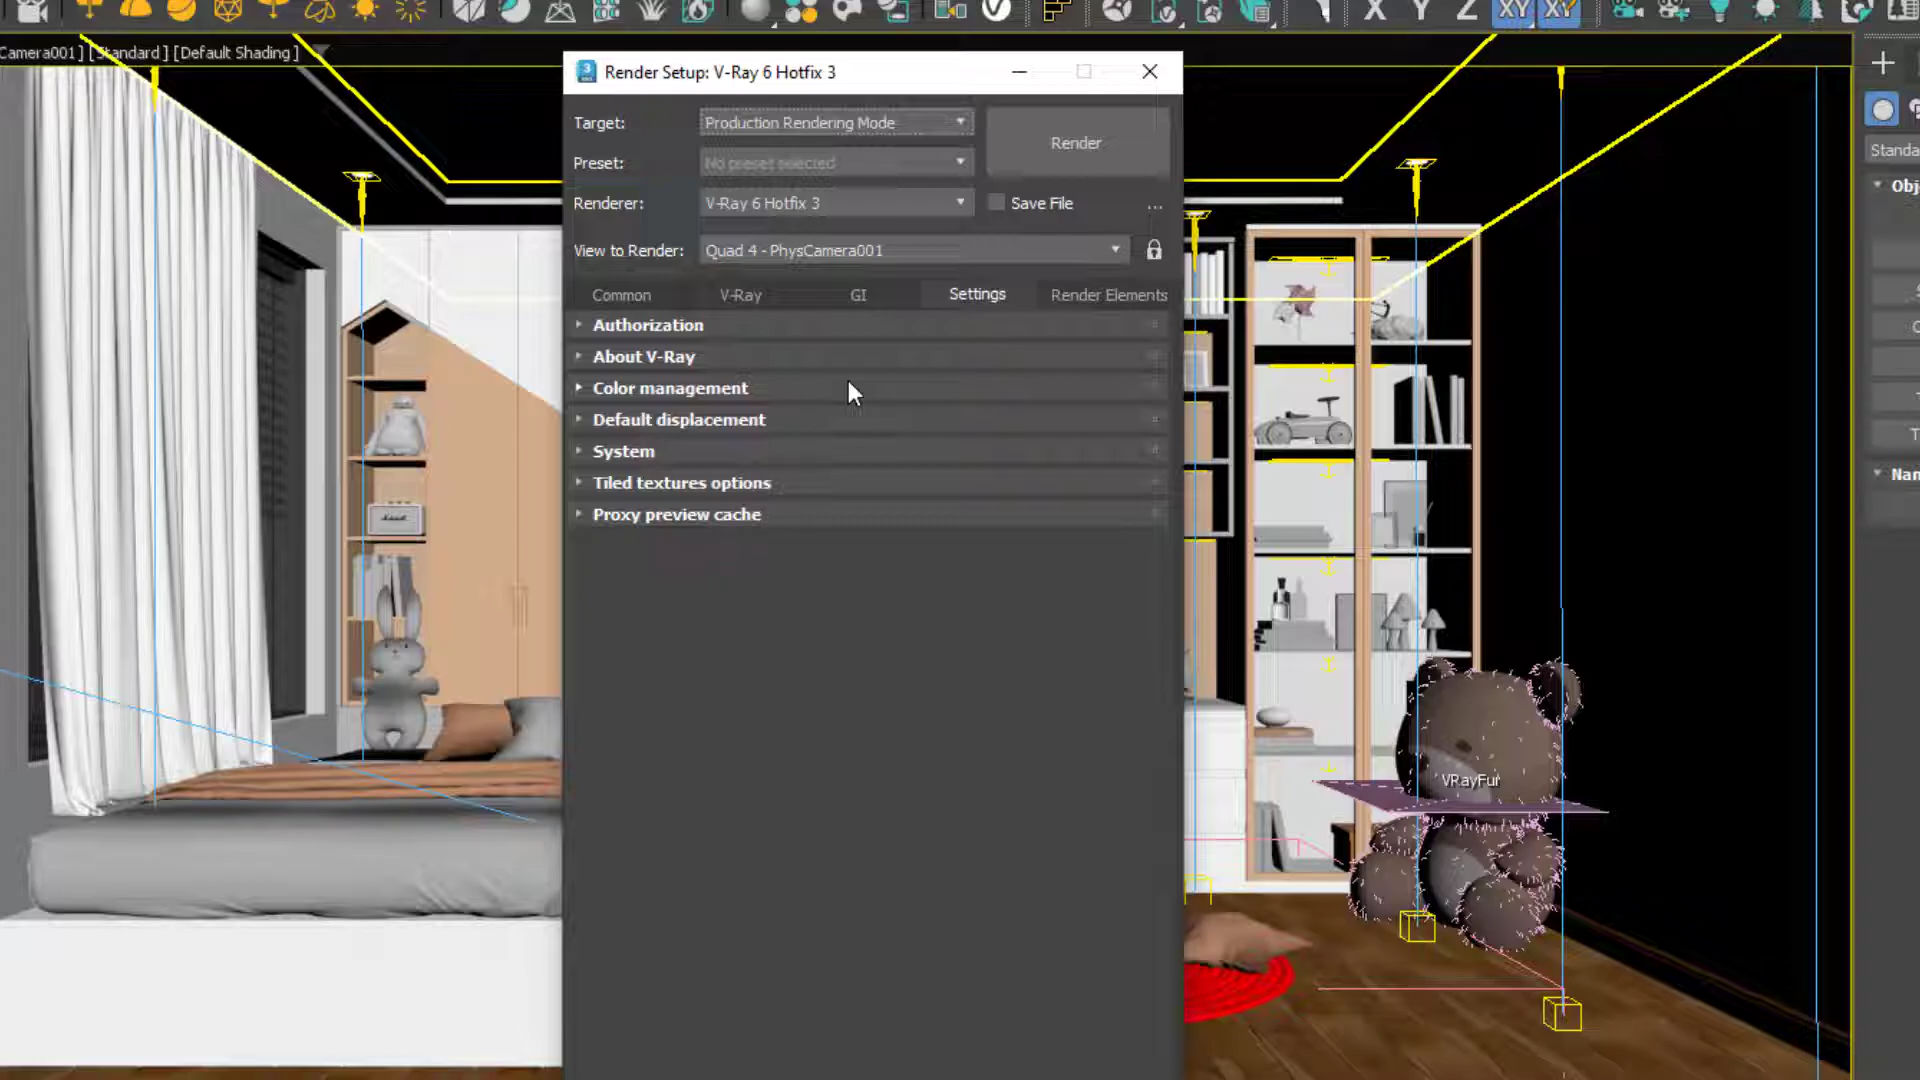 X Y Z XY XY
Camera001 ] [ Standard ] [Default Shading ]
Render Setup: V-Ray 6 Hotfix 3
Target: Production Rendering Mode
Render
Preset: No preset selected
Renderer: V-Ray 6 Hotfix 3
Save File ...
View to Render: Quad 4 - PhysCamera001
Common V-Ray GI Settings Render Elements
Authorization
About V-Ray
Color management
Default displacement
System
Tiled textures options
Proxy preview cache
VRayFur
Standa
Obj
Nan